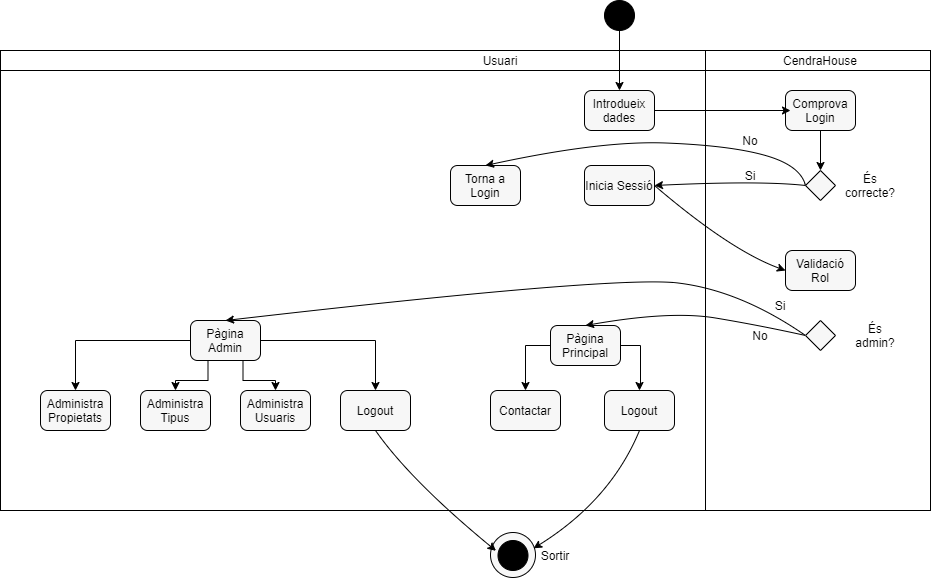 Usuari
CendraHouse
Introdueix
dades
Comprova
Login
No
Torna a
Login
Inicia Sessió
Si
És
correcte?
Validació
Rol
Si
No
És
admin?
Pàgina
Admin
Pàgina
Principal
Administra
Propietats
Administra
Tipus
Administra
Usuaris
Logout
Contactar
Logout
Sortir